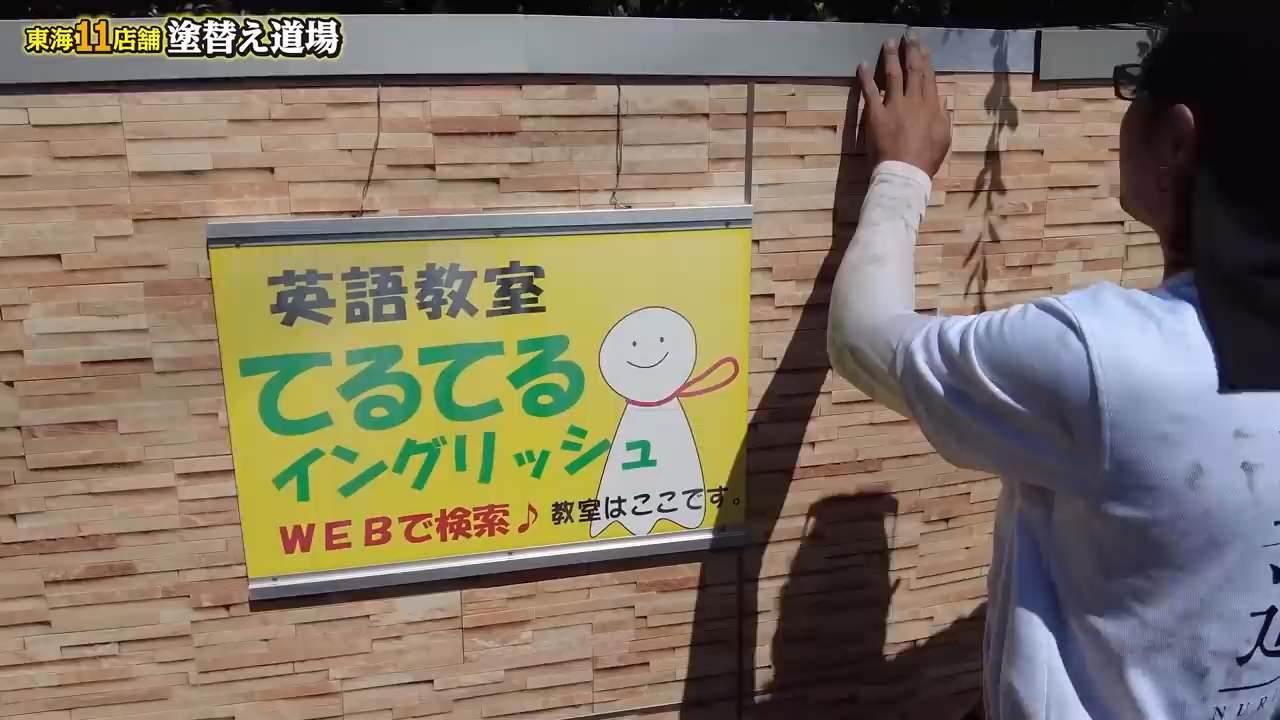 東海11店舗 塗替え道場
英語教室
てるてる
イングリッシュ
WEBで検索♪ 教室はここです。
NUR